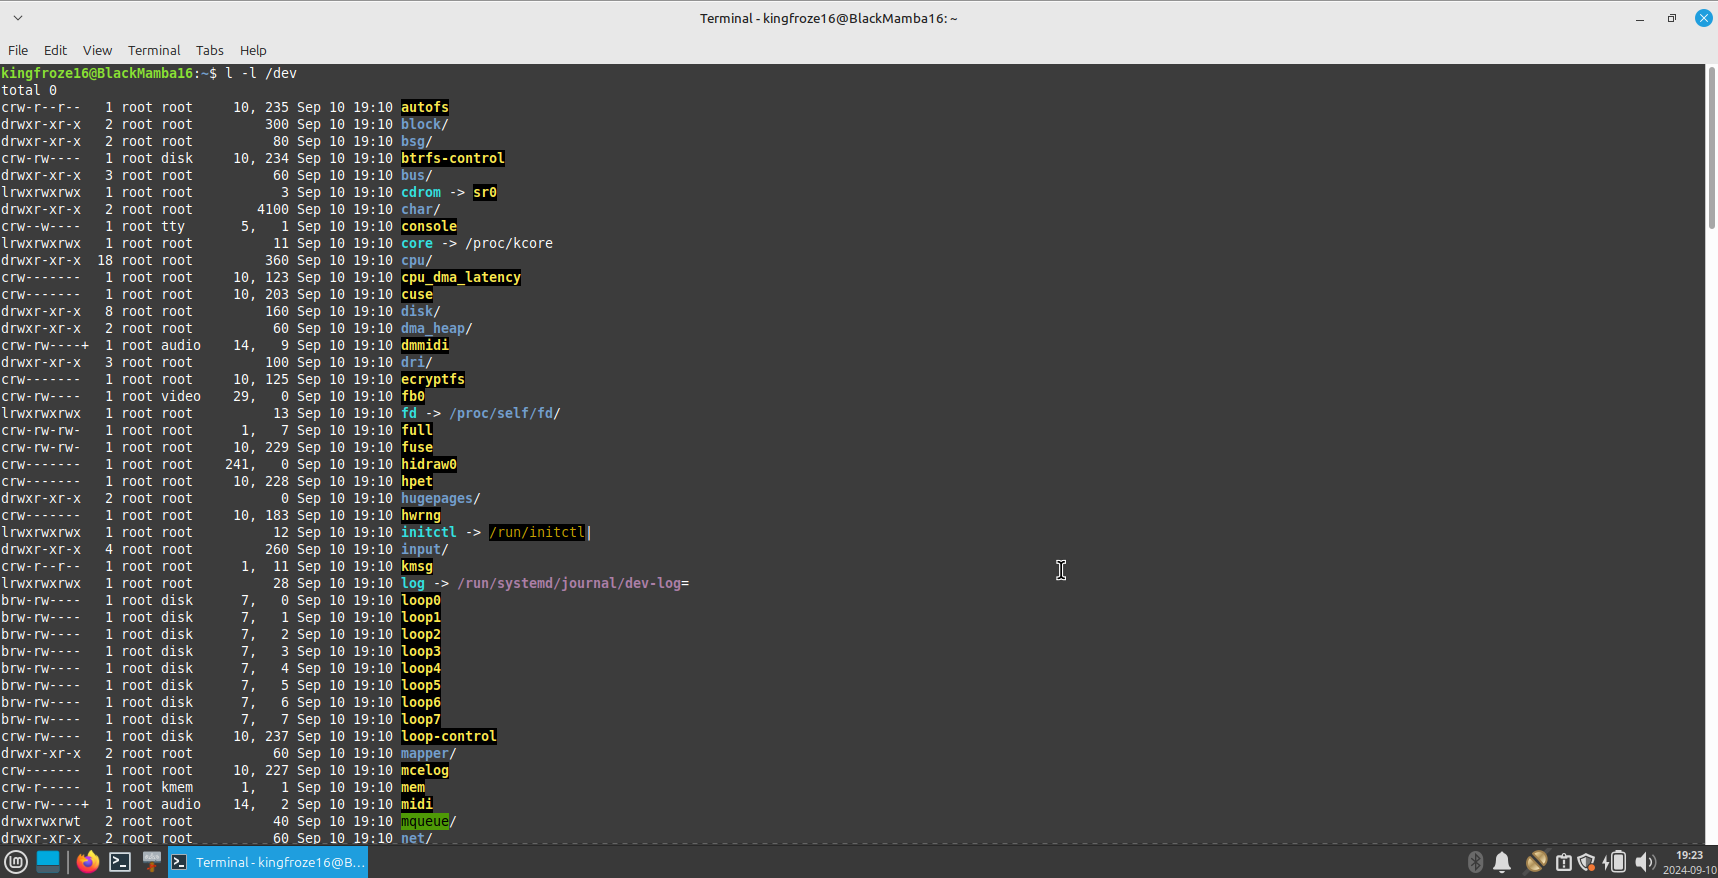 Terminal - kingfroze16@BlackMamba16: ~
File Edit View Terminal Tabs Help
kingfroze16@BlackMamba16:~$ l -l /dev
total 0
crw-r--r--   1 root root     10, 235 Sep 10 19:10 autofs
drwxr-xr-x   2 root root         300 Sep 10 19:10 block/
drwxr-xr-x   2 root root          80 Sep 10 19:10 bsg/
crw-rw----   1 root disk     10, 234 Sep 10 19:10 btrfs-control
drwxr-xr-x   3 root root          60 Sep 10 19:10 bus/
lrwxrwxrwx   1 root root           3 Sep 10 19:10 cdrom -> sr0
drwxr-xr-x   2 root root        4100 Sep 10 19:10 char/
crw--w----   1 root tty       5,   1 Sep 10 19:10 console
lrwxrwxrwx   1 root root          11 Sep 10 19:10 core -> /proc/kcore
drwxr-xr-x  18 root root         360 Sep 10 19:10 cpu/
crw-------   1 root root     10, 123 Sep 10 19:10 cpu_dma_latency
crw-------   1 root root     10, 203 Sep 10 19:10 cuse
drwxr-xr-x   8 root root         160 Sep 10 19:10 disk/
drwxr-xr-x   2 root root          60 Sep 10 19:10 dma_heap/
crw-rw----+  1 root audio    14,   9 Sep 10 19:10 dmmidi
drwxr-xr-x   3 root root         100 Sep 10 19:10 dri/
crw-------   1 root root     10, 125 Sep 10 19:10 ecryptfs
crw-rw----   1 root video    29,   0 Sep 10 19:10 fb0
lrwxrwxrwx   1 root root          13 Sep 10 19:10 fd -> /proc/self/fd/
crw-rw-rw-   1 root root      1,   7 Sep 10 19:10 full
crw-rw-rw-   1 root root     10, 229 Sep 10 19:10 fuse
crw-------   1 root root    241,   0 Sep 10 19:10 hidraw0
crw-------   1 root root     10, 228 Sep 10 19:10 hpet
drwxr-xr-x   2 root root           0 Sep 10 19:10 hugepages/
crw-------   1 root root     10, 183 Sep 10 19:10 hwrng
lrwxrwxrwx   1 root root          12 Sep 10 19:10 initctl -> /run/initctl|
drwxr-xr-x   4 root root         260 Sep 10 19:10 input/
crw-r--r--   1 root root      1,  11 Sep 10 19:10 kmsg
lrwxrwxrwx   1 root root          28 Sep 10 19:10 log -> /run/systemd/journal/dev-log=
brw-rw----   1 root disk      7,   0 Sep 10 19:10 loop0
brw-rw----   1 root disk      7,   1 Sep 10 19:10 loop1
brw-rw----   1 root disk      7,   2 Sep 10 19:10 loop2
brw-rw----   1 root disk      7,   3 Sep 10 19:10 loop3
brw-rw----   1 root disk      7,   4 Sep 10 19:10 loop4
brw-rw----   1 root disk      7,   5 Sep 10 19:10 loop5
brw-rw----   1 root disk      7,   6 Sep 10 19:10 loop6
brw-rw----   1 root disk      7,   7 Sep 10 19:10 loop7
crw-rw----   1 root disk     10, 237 Sep 10 19:10 loop-control
drwxr-xr-x   2 root root          60 Sep 10 19:10 mapper/
crw-------   1 root root     10, 227 Sep 10 19:10 mcelog
crw-r-----   1 root kmem      1,   1 Sep 10 19:10 mem
crw-rw----+  1 root audio    14,   2 Sep 10 19:10 midi
drwxrwxrwt   2 root root          40 Sep 10 19:10 mqueue/
drwxr-xr-x   2 root root          60 Sep 10 19:10 net/
Terminal - kingfroze16@B...
19:23
2024-09-10